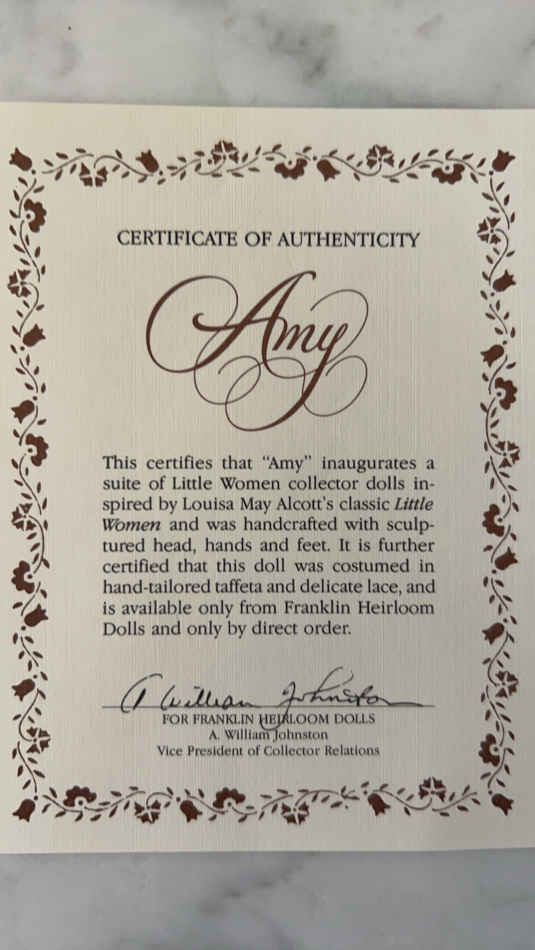 CERTIFICATE OF AUTHENTICITY
Amy
This certifies that “Amy” inaugurates a
suite of Little Women collector dolls in-
spired by Louisa May Alcott's classic Little
Women and was handcrafted with sculp-
tured head, hands and feet. It is further
certified that this doll was costumed in
hand-tailored taffeta and delicate lace, and
is available only from Franklin Heirloom
Dolls and only by direct order.
A William Johnston
FOR FRANKLIN HEIRLOOM DOLLS
A. William Johnston
Vice President of Collector Relations